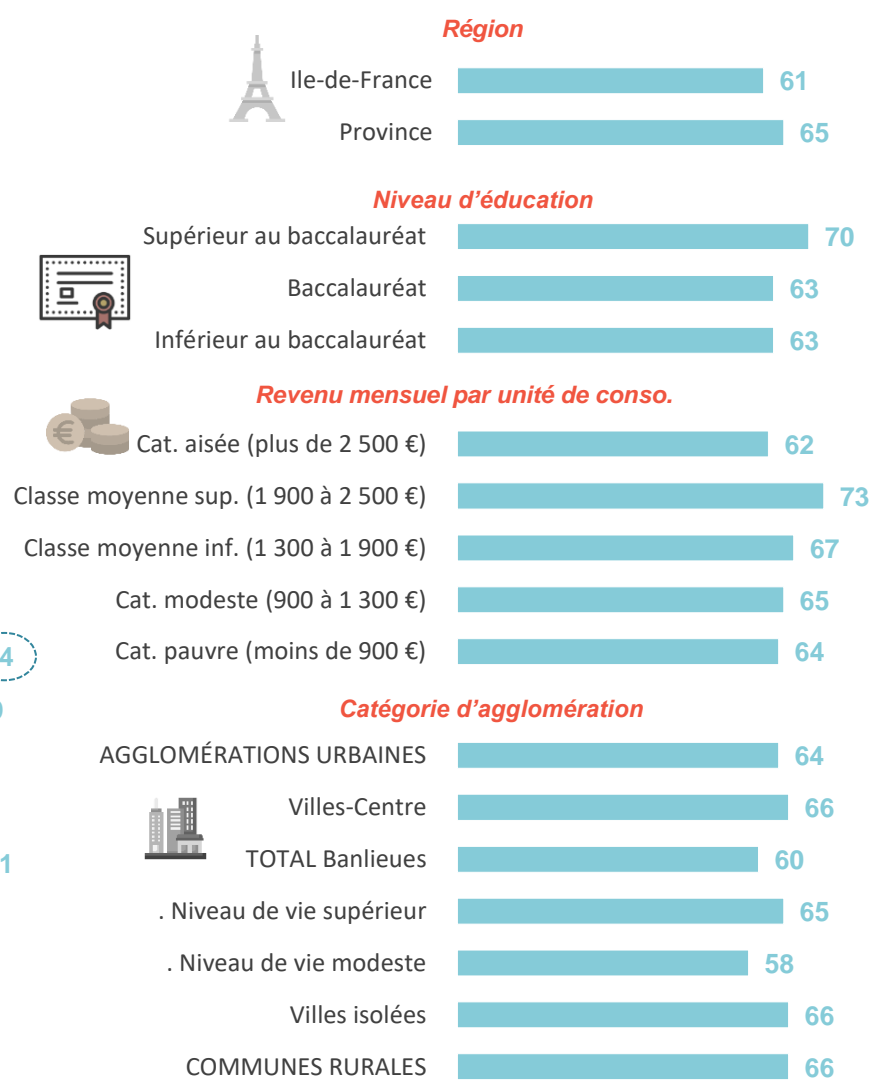 Région
Ile-de-France 61
Province 65
Niveau d’éducation
Supérieur au baccalauréat 70
Baccalauréat 63
Inférieur au baccalauréat 63
Revenu mensuel par unité de conso.
€
Cat. aisée (plus de 2 500 €) 62
Classe moyenne sup. (1 900 à 2 500 €) 73
Classe moyenne inf. (1 300 à 1 900 €) 67
Cat. modeste (900 à 1 300 €) 65
4 Cat. pauvre (moins de 900 €) 64
Catégorie d’agglomération
AGGLOMÉRATIONS URBAINES 64
Villes-Centre 66
1 TOTAL Banlieues 60
. Niveau de vie supérieur 65
. Niveau de vie modeste 58
Villes isolées 66
COMMUNES RURALES 66